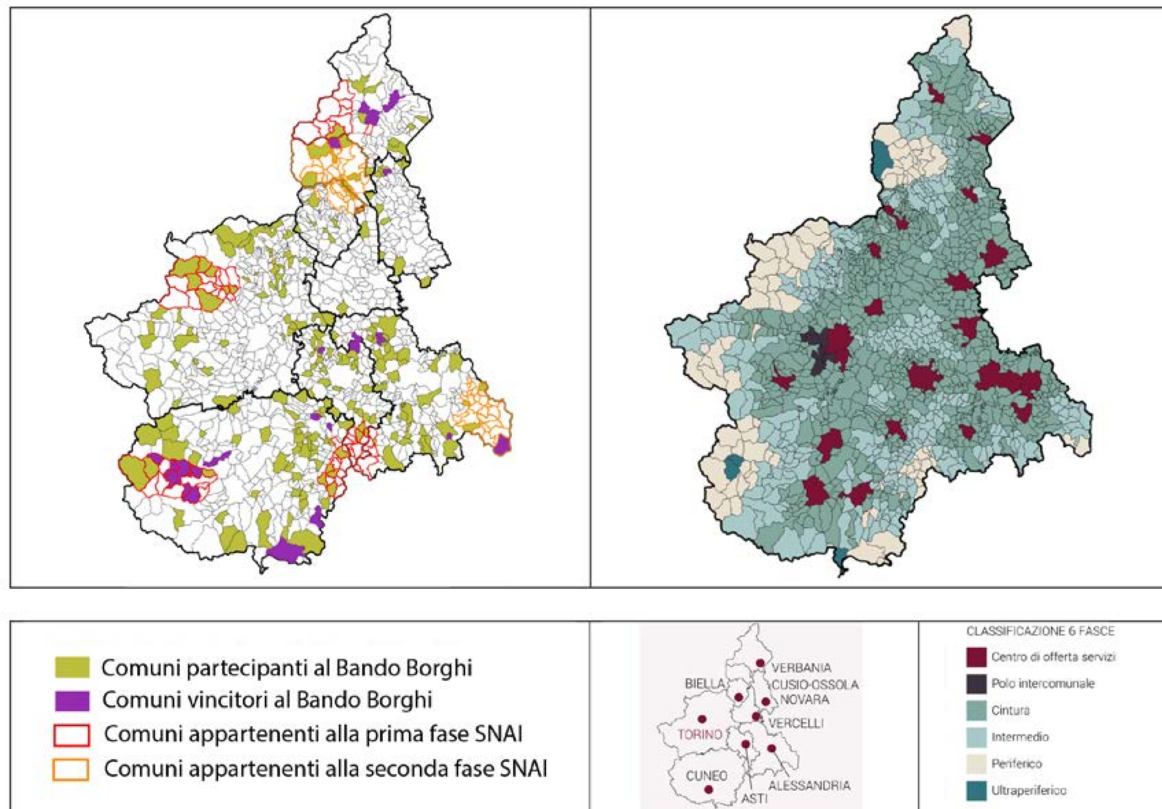 Comuni partecipanti al Bando Borghi
Comuni vincitori al Bando Borghi
Comuni appartenenti alla prima fase SNAI
Comuni appartenenti alla seconda fase SNAI
VERBANIA
BIELLA
CUSIO-OSSOLA
NOVARA
VERCELLI
TORINO
CUNEO
ALESSANDRIA
ASTI
CLASSIFICAZIONE 6 FASCE
Centro di offerta servizi
Polo intercomunale
Cintura
Intermedio
Periferico
Ultraperiferico